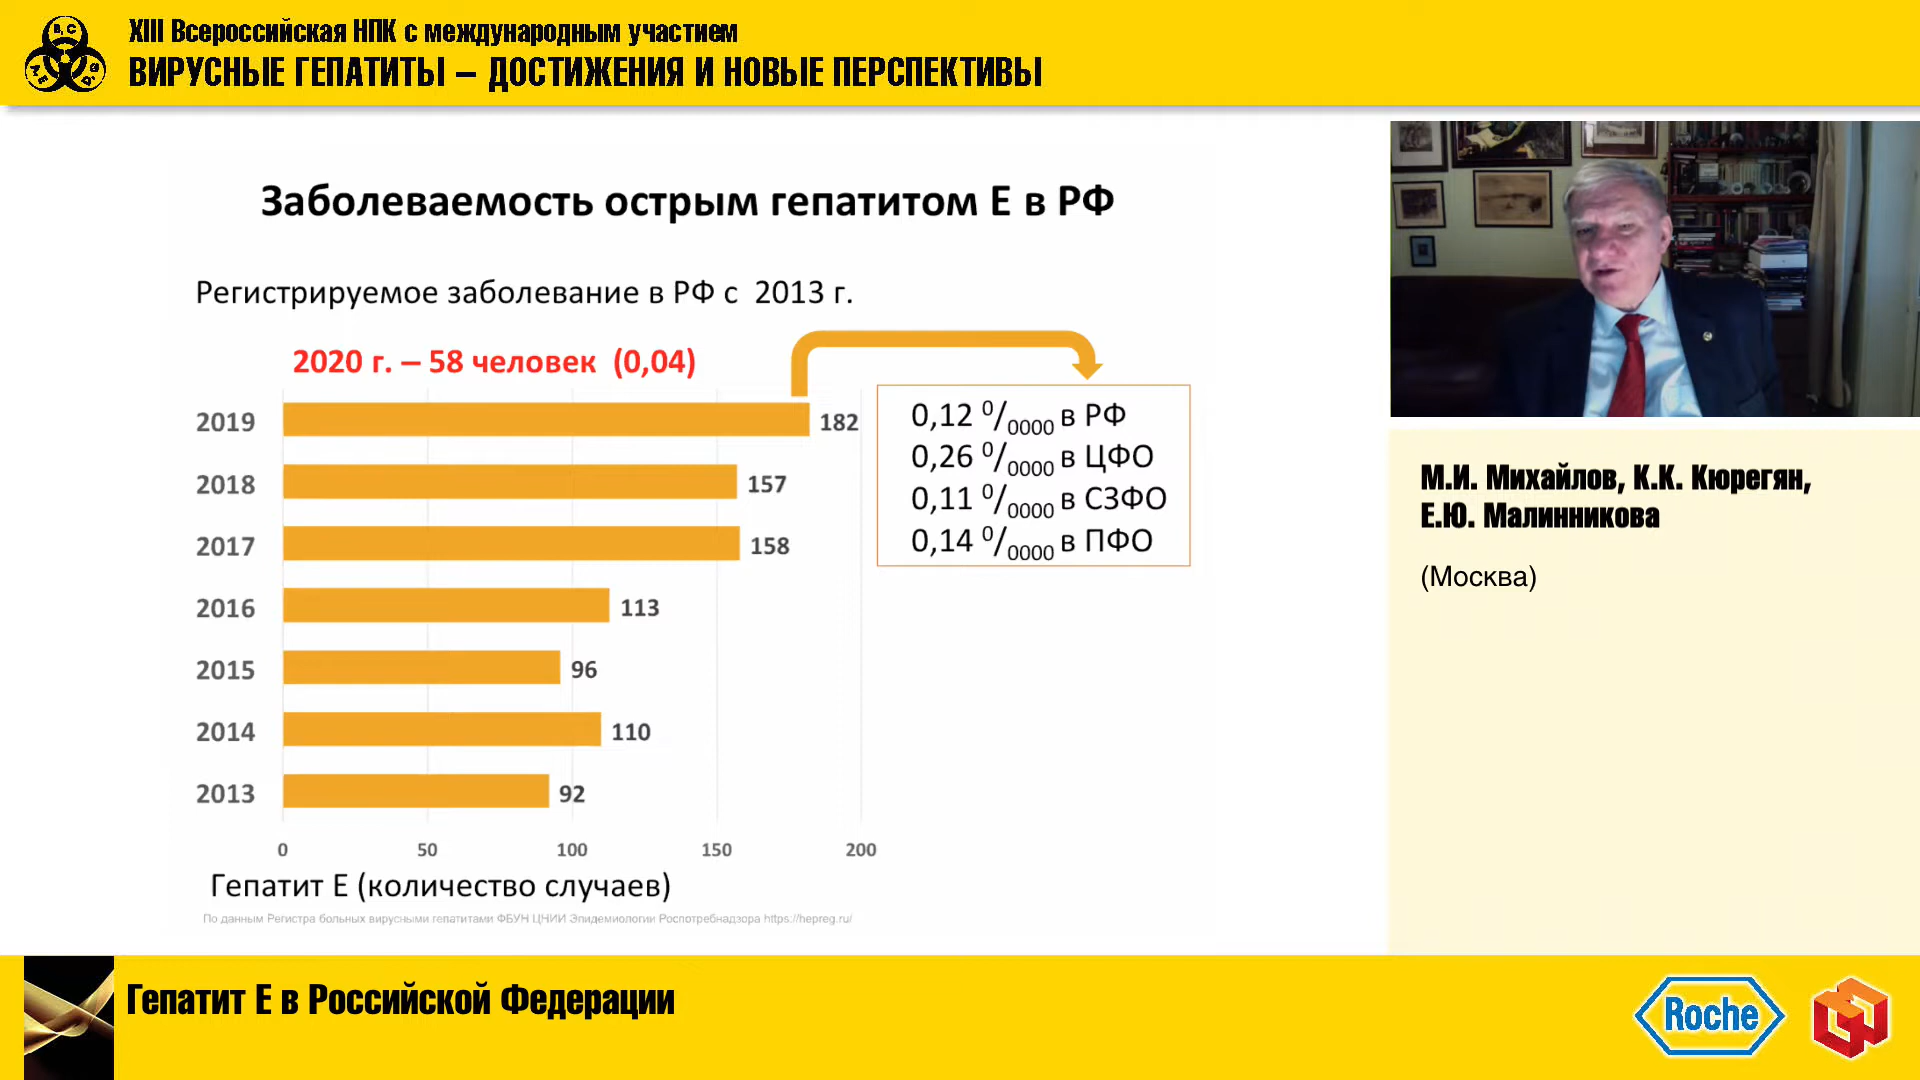 XIII Всероссийская НПК с международным участием
ВИРУСНЫЕ ГЕПАТИТЫ – ДОСТИЖЕНИЯ И НОВЫЕ ПЕРСПЕКТИВЫ
Заболеваемость острым гепатитом Е в РФ
Регистрируемое заболевание в РФ с 2013 г.
2020 г. – 58 человек (0,04)
2019 182
2018 157
2017 158
2016 113
2015 96
2014 110
2013 92
0 50 100 150 200
Гепатит Е (количество случаев)
По данным Регистра больных вирусными гепатитами ФБУН ЦНИИ Эпидемиологии Роспотребнадзора https://hepreg.ru/
0,12 0/0000 в РФ
0,26 0/0000 в ЦФО
0,11 0/0000 в СЗФО
0,14 0/0000 в ПФО
М.И. Михайлов, К.К. Кюрегян,
Е.Ю. Малинникова
(Москва)
Гепатит Е в Российской Федерации
Roche